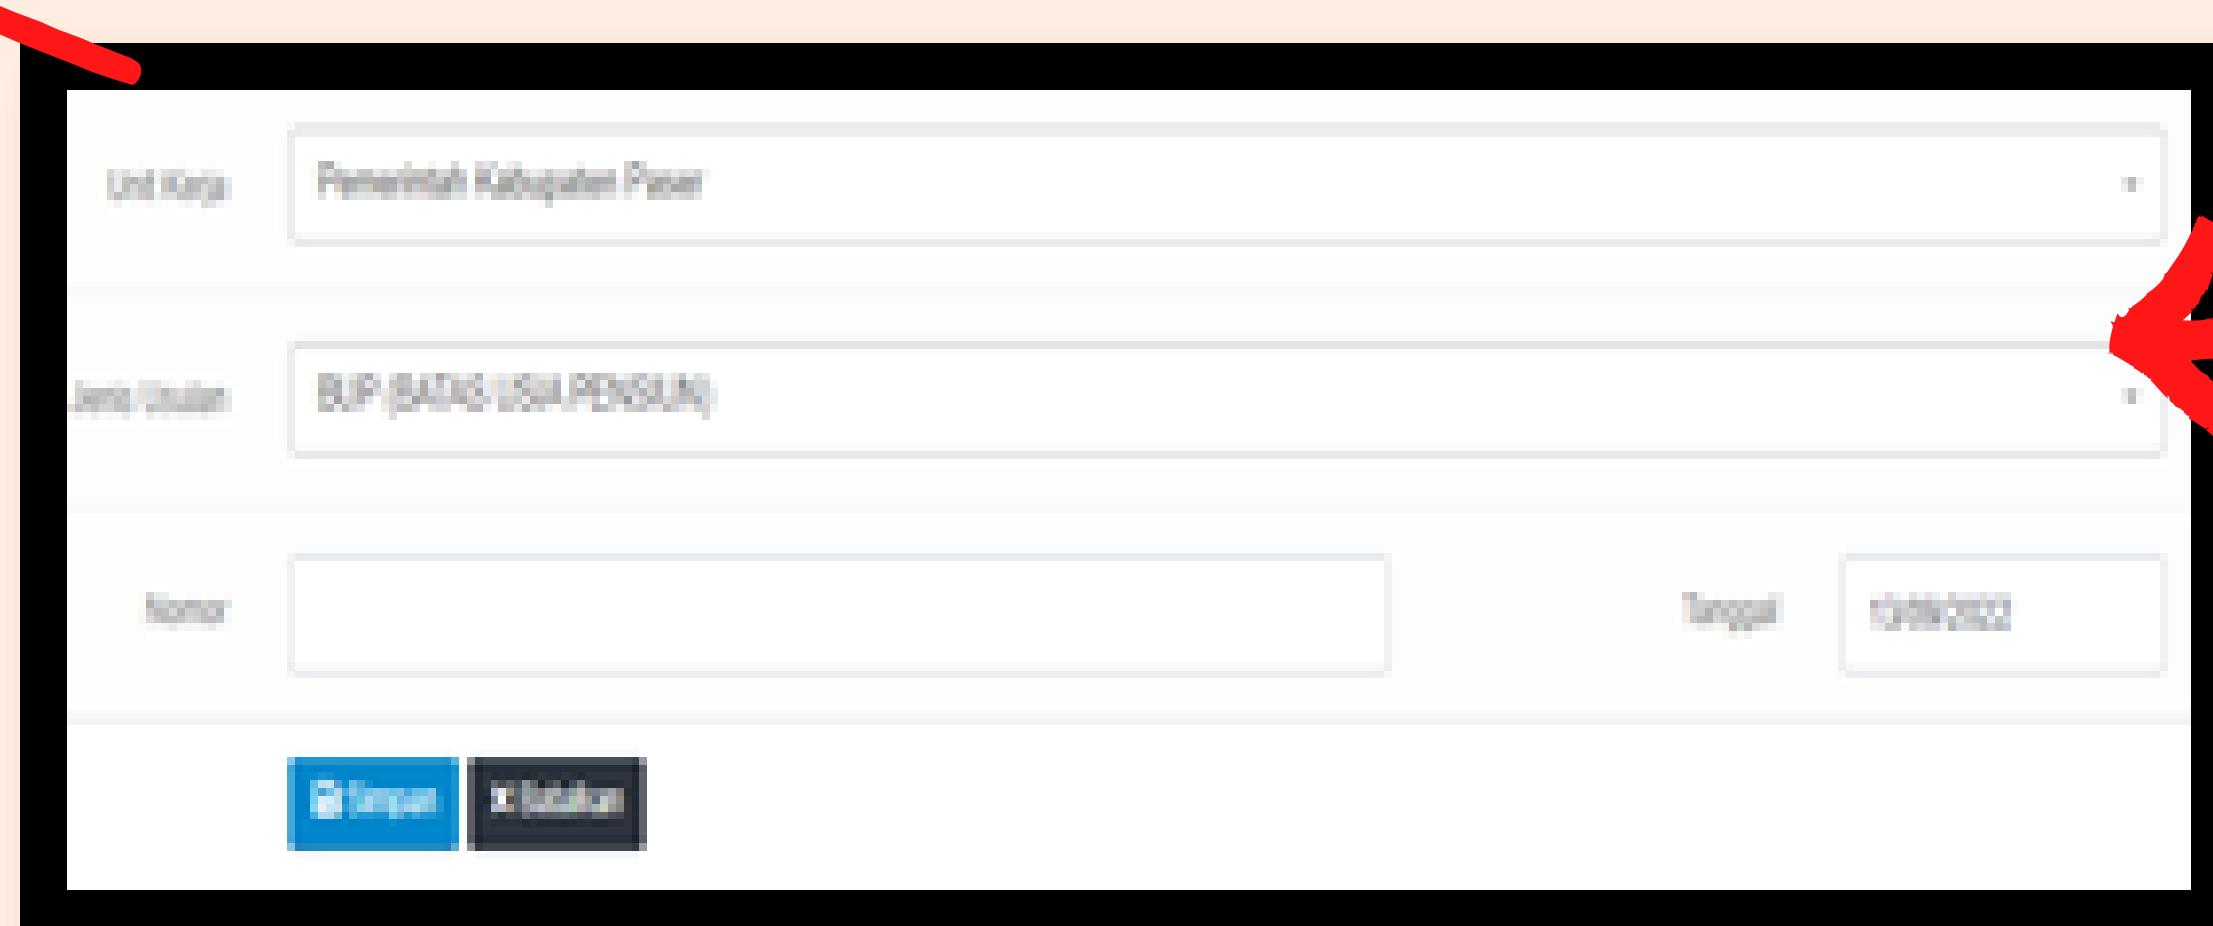 Unit Kerja Pemerintah Kabupaten Paser
Jenis Usulan BUP (BATAS USIA PENSIUN)
Nomor Tanggal
Simpan Batalkan